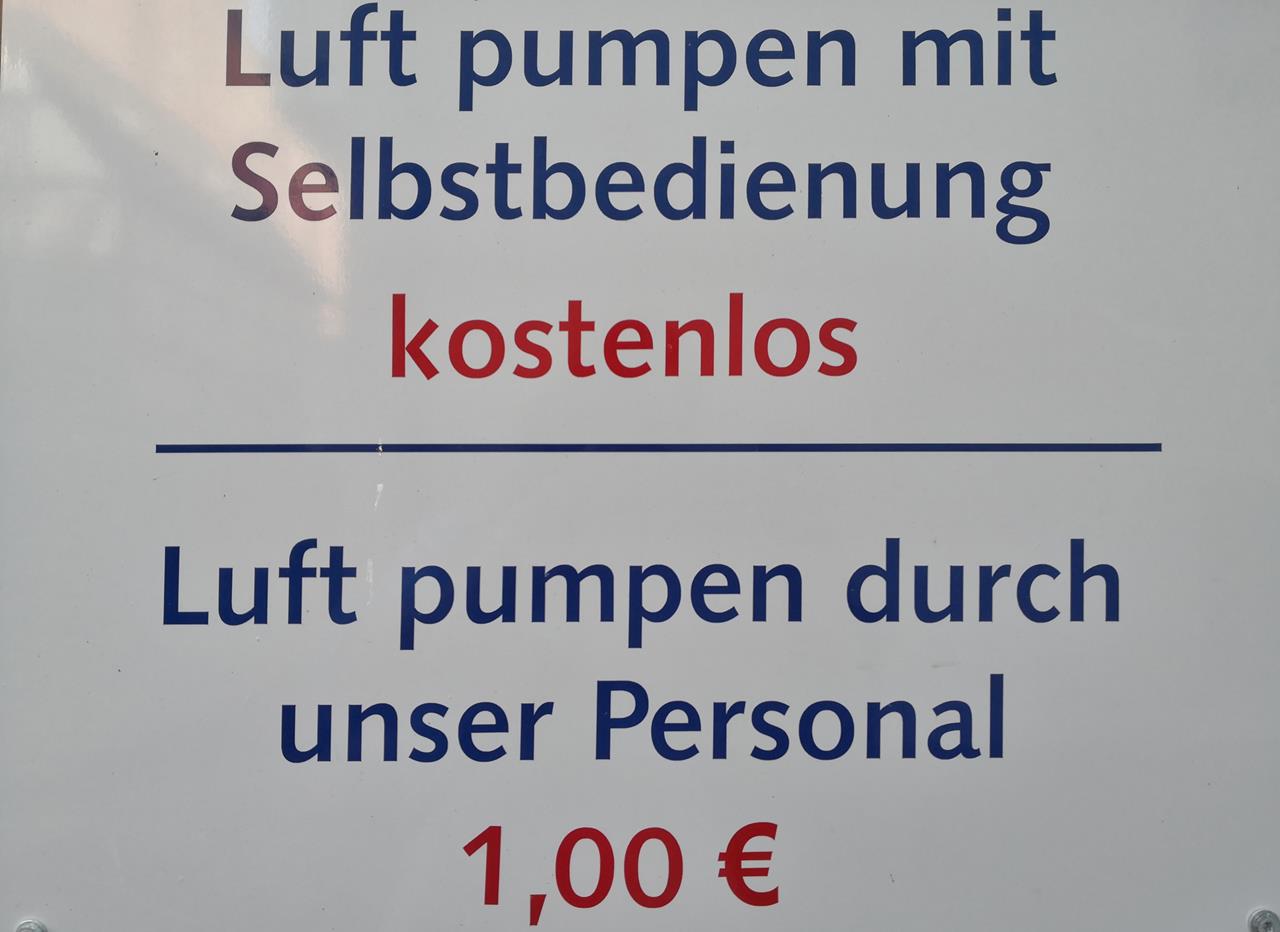 Luft pumpen mit
Selbstbedienung
kostenlos
Luft pumpen durch
unser Personal
1,00 €